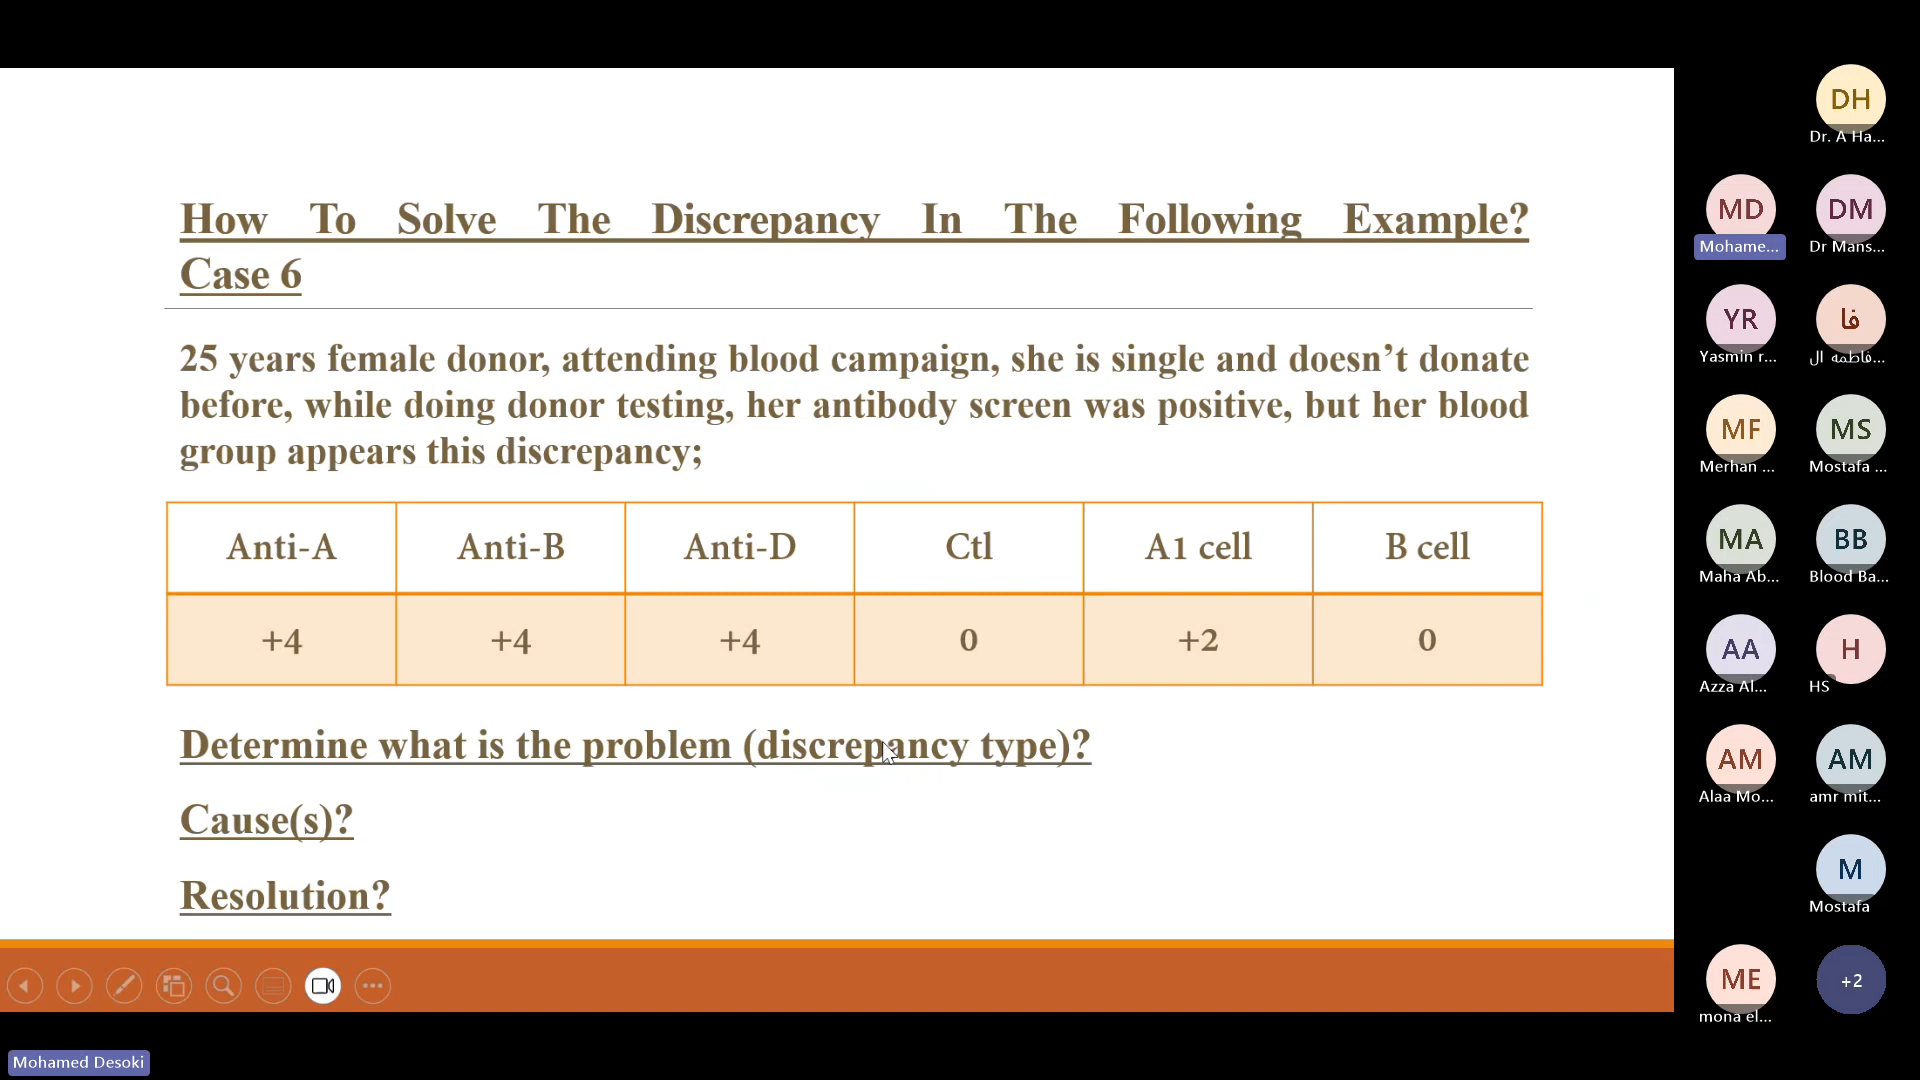 How To Solve The Discrepancy In The Following Example?
Case 6
25 years female donor, attending blood campaign, she is single and doesn’t donate
before, while doing donor testing, her antibody screen was positive, but her blood
group appears this discrepancy;
Anti-A Anti-B Anti-D Ctl A1 cell B cell
+4 +4 +4 0 +2 0
Determine what is the problem (discrepancy type)?
Cause(s)?
Resolution?
Mohamed Desoki
DH
Dr. A Ha...
MD DM
Mohame... Dr Mans...
YR فا
Yasmin r... فاطمه ال...
MF MS
Merhan ... Mostafa ...
MA BB
Maha Ab... Blood Ba...
AA H
Azza Al... HS
AM AM
Alaa Mo... amr mit...
M
Mostafa
ME +2
mona el...